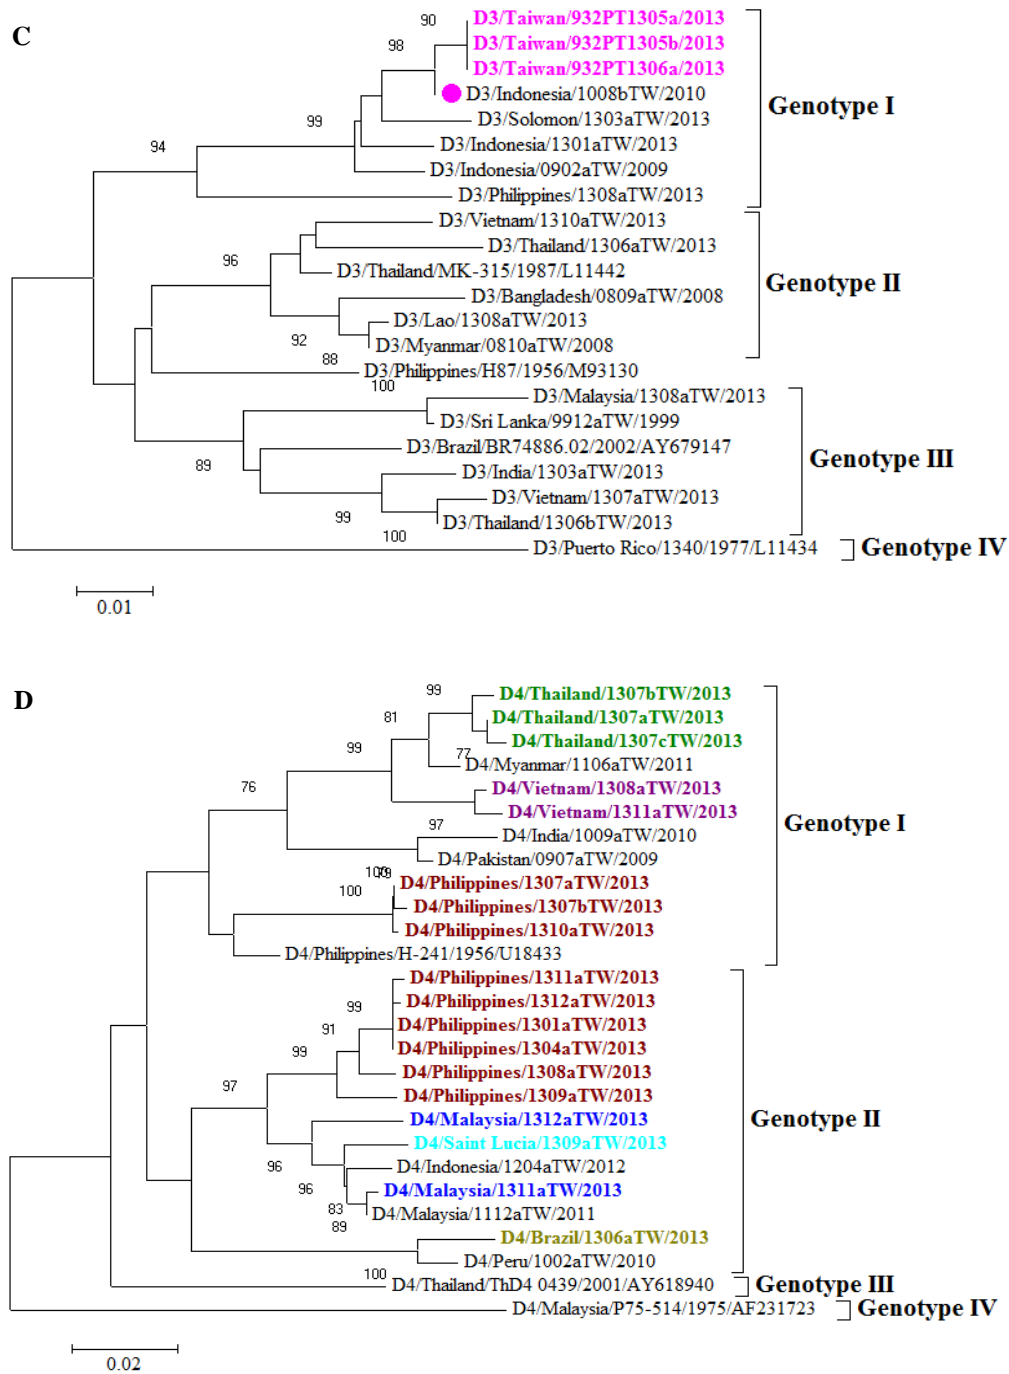 C
90
D3/Taiwan/932PT1305a/2013
98
D3/Taiwan/932PT1305b/2013
D3/Taiwan/932PT1306a/2013
D3/Indonesia/1008bTW/2010
Genotype I
99
D3/Solomon/1303aTW/2013
94
D3/Indonesia/1301aTW/2013
D3/Indonesia/0902aTW/2009
D3/Philippines/1308aTW/2013
D3/Vietnam/1310aTW/2013
D3/Thailand/1306aTW/2013
96
D3/Thailand/MK-315/1987/L11442
Genotype II
D3/Bangladesh/0809aTW/2008
D3/Lao/1308aTW/2013
92
D3/Myanmar/0810aTW/2008
88
D3/Philippines/H87/1956/M93130
100
D3/Malaysia/1308aTW/2013
D3/Sri Lanka/9912aTW/1999
D3/Brazil/BR74886.02/2002/AY679147
Genotype III
89
D3/India/1303aTW/2013
D3/Vietnam/1307aTW/2013
99
D3/Thailand/1306bTW/2013
100
D3/Puerto Rico/1340/1977/L11434
Genotype IV
0.01
D
99
D4/Thailand/1307bTW/2013
81
D4/Thailand/1307aTW/2013
99
D4/Thailand/1307cTW/2013
77
D4/Myanmar/1106aTW/2011
76
D4/Vietnam/1308aTW/2013
D4/Vietnam/1311aTW/2013
Genotype I
97
D4/India/1009aTW/2010
D4/Pakistan/0907aTW/2009
100
79
D4/Philippines/1307aTW/2013
100
D4/Philippines/1307bTW/2013
D4/Philippines/1310aTW/2013
D4/Philippines/H-241/1956/U18433
D4/Philippines/1311aTW/2013
99
D4/Philippines/1312aTW/2013
91
D4/Philippines/1301aTW/2013
99
D4/Philippines/1304aTW/2013
D4/Philippines/1308aTW/2013
97
D4/Philippines/1309aTW/2013
D4/Malaysia/1312aTW/2013
Genotype II
D4/Saint Lucia/1309aTW/2013
96
D4/Indonesia/1204aTW/2012
96
D4/Malaysia/1311aTW/2013
83
D4/Malaysia/1112aTW/2011
89
D4/Brazil/1306aTW/2013
D4/Peru/1002aTW/2010
100
D4/Thailand/ThD4 0439/2001/AY618940
Genotype III
D4/Malaysia/P75-514/1975/AF231723
Genotype IV
0.02